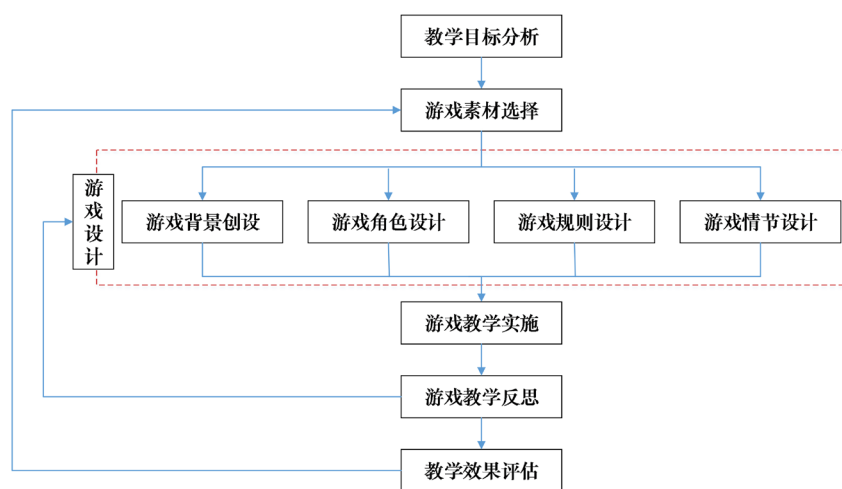 教学目标分析
游戏素材选择
游戏设计
游戏背景创设
游戏角色设计
游戏规则设计
游戏情节设计
游戏教学实施
游戏教学反思
教学效果评估